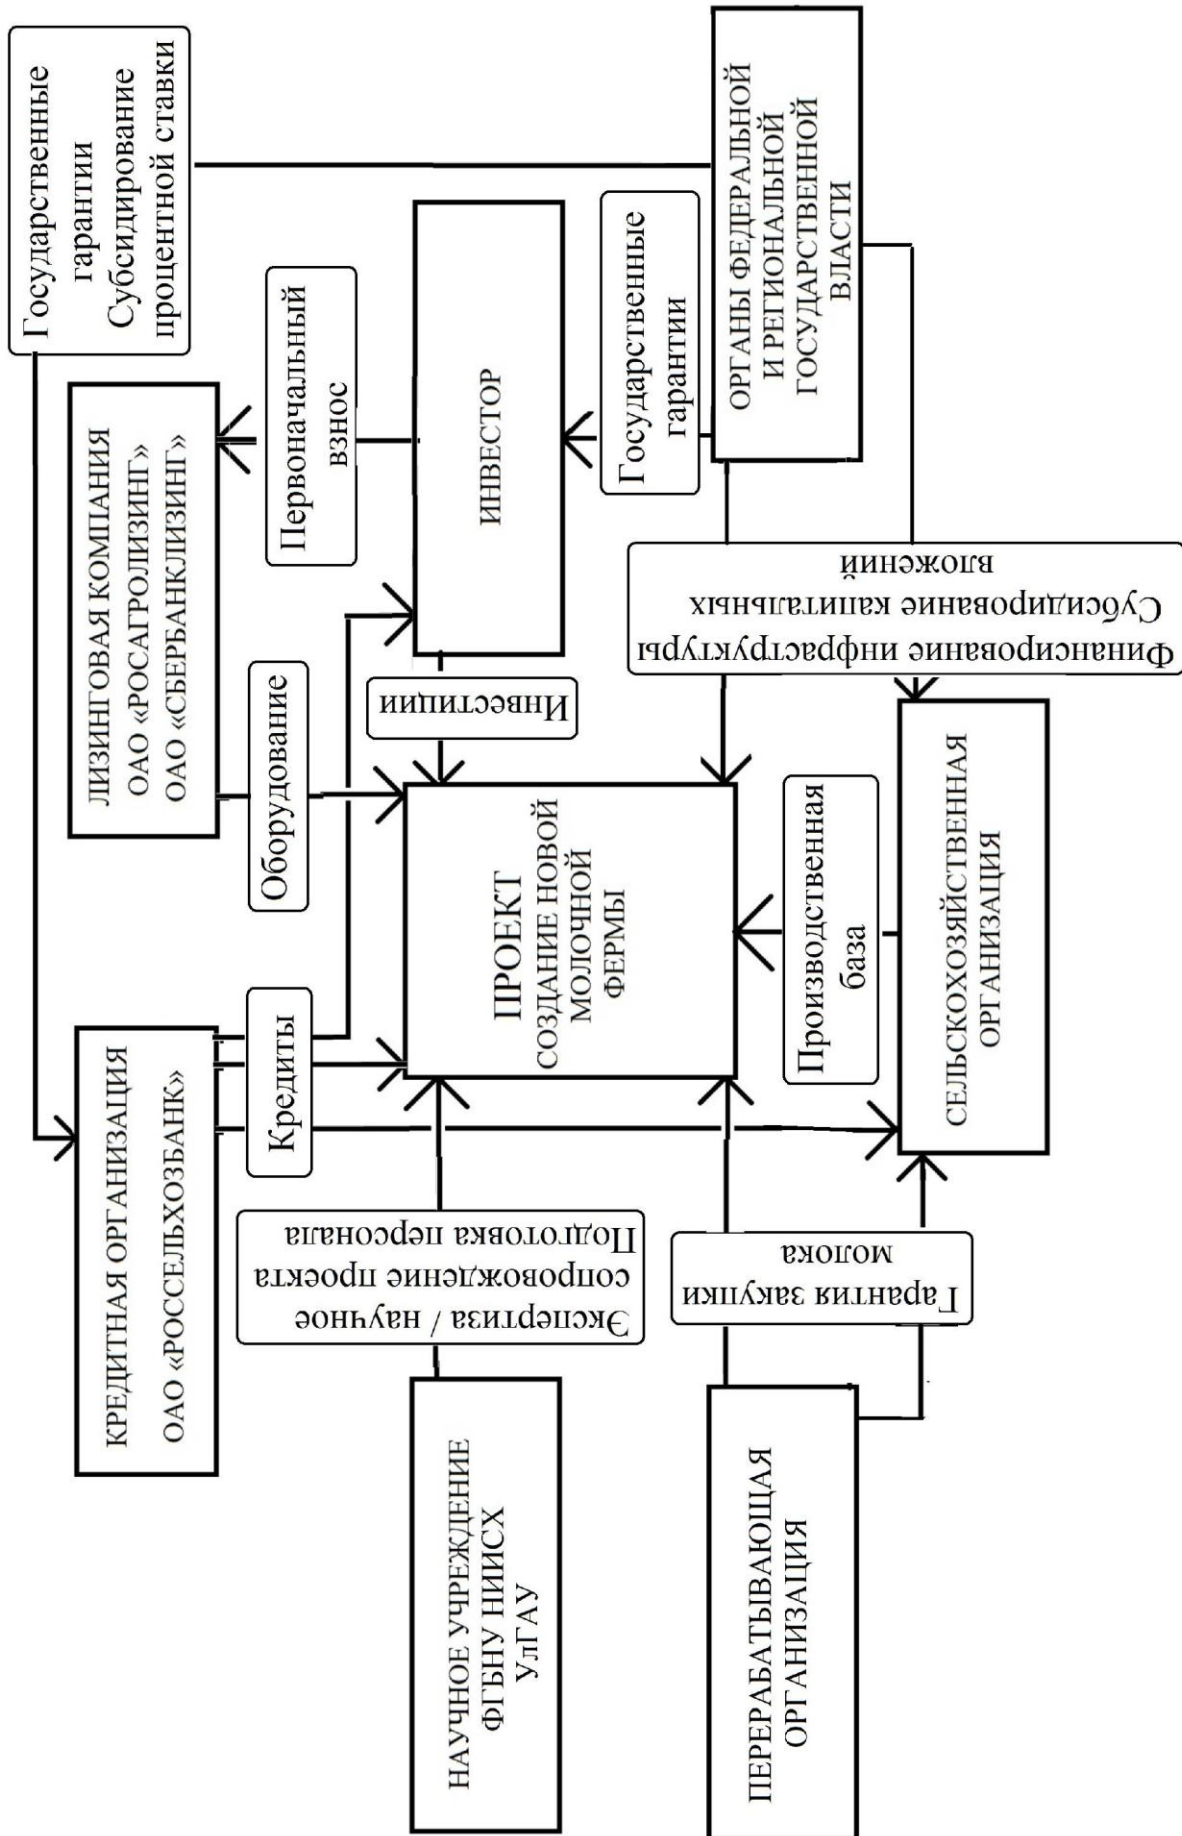 КРЕДИТНАЯ ОРГАНИЗАЦИЯ
ОАО «РОССЕЛЬХОЗБАНК»
ЛИЗИНГОВАЯ КОМПАНИЯ
ОАО «РОСАГРОЛИЗИНГ»
ОАО «СБЕРБАНКЛИЗИНГ»
Государственные
гарантии
Субсидирование
процентной ставки
Кредиты
Оборудование
Первоначальный
взнос
Экспертиза / научное
сопровождение проекта
Подготовка персонала
Инвестиции
НАУЧНОЕ УЧРЕЖДЕНИЕ
ФГБНУ НИИСХ
УлГАУ
ПРОЕКТ
СОЗДАНИЕ НОВОЙ
МОЛОЧНОЙ
ФЕРМЫ
ИНВЕСТОР
Государственные
гарантии
Гарантия закупки
молока
Производственная
база
Финансирование инфраструктуры
Субсидирование капитальных
вложений
ПЕРЕРАБАТЫВАЮЩАЯ
ОРГАНИЗАЦИЯ
СЕЛЬСКОХОЗЯЙСТВЕННАЯ
ОРГАНИЗАЦИЯ
ОРГАНЫ ФЕДЕРАЛЬНОЙ
И РЕГИОНАЛЬНОЙ
ГОСУДАРСТВЕННОЙ
ВЛАСТИ